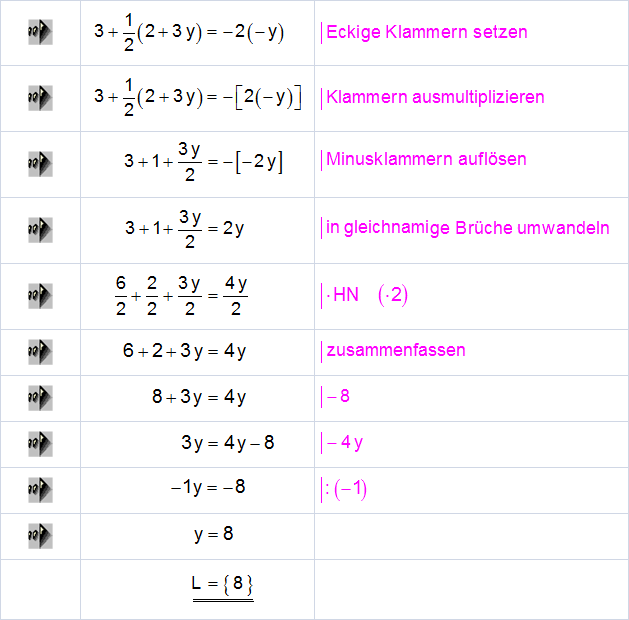 3 + 1/2 (2 + 3y) = −2(−y) | Eckige Klammern setzen
3 + 1/2 (2 + 3y) = −[2(−y)] | Klammern ausmultiplizieren
3 + 1 + 3y/2 = −[−2y] | Minusklammern auflösen
3 + 1 + 3y/2 = 2y | in gleichnamige Brüche umwandeln
6/2 + 2/2 + 3y/2 = 4y/2 | ·HN (·2)
6 + 2 + 3y = 4y | zusammenfassen
8 + 3y = 4y | − 8
3y = 4y − 8 | − 4y
−1y = −8 | : (−1)
y = 8
L = {8}